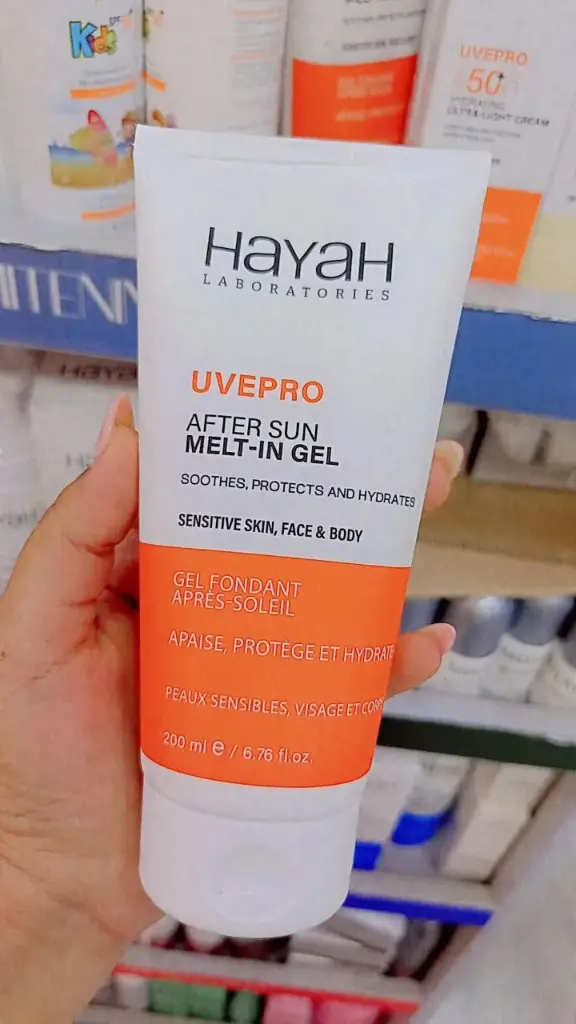 Kids
UVEPRO
50
HYDRATING
ULTRA-LIGHT CREAM
GEL FONDANT
HAYAH
LABORATORIES
UVEPRO
AFTER SUN
MELT-IN GEL
SOOTHES, PROTECTS AND HYDRATES
SENSITIVE SKIN, FACE & BODY
GEL FONDANT
APRÈS-SOLEIL
APAISE, PROTÈGE ET HYDRATE
PEAUX SENSIBLES, VISAGE ET CORPS
200 ml e / 6.76 fl.oz.